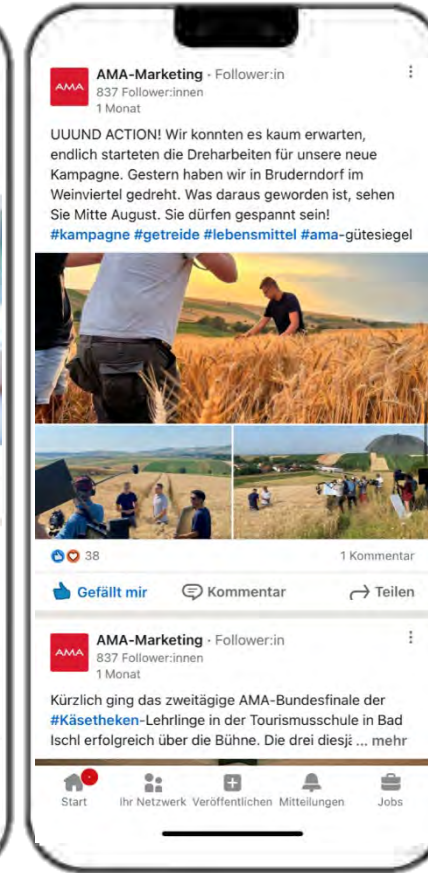 AMA
AMA-Marketing · Follower:in
837 Follower:innen
1 Monat
UUUND ACTION! Wir konnten es kaum erwarten,
endlich starteten die Dreharbeiten für unsere neue
Kampagne. Gestern haben wir in Bruderndorf im
Weinviertel gedreht. Was daraus geworden ist, sehen
Sie Mitte August. Sie dürfen gespannt sein!
#kampagne #getreide #lebensmittel #ama-gütesiegel
38
1 Kommentar
Gefällt mir
Kommentar
Teilen
AMA
AMA-Marketing · Follower:in
837 Follower:innen
1 Monat
Kürzlich ging das zweitägige AMA-Bundesfinale der
#Käsetheken-Lehrlinge in der Tourismusschule in Bad
Ischl erfolgreich über die Bühne. Die drei diesjä ... mehr
Start
Ihr Netzwerk
Veröffentlichen
Mitteilungen
Jobs